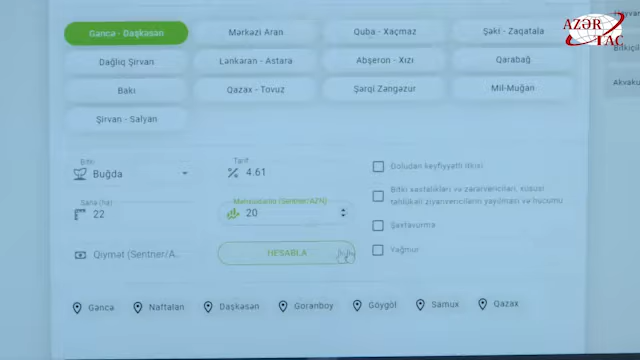 Gəncə - Daşkəsən
Mərkəzi Aran
Quba - Xaçmaz
Şəki - Zaqatala
Dağlıq Şirvan
Lənkəran - Astara
Abşeron - Xızı
Qarabağ
Bakı
Qazax - Tovuz
Şərqi Zəngəzur
Mil-Muğan
Şirvan - Salyan
Bitki
Buğda
Tarif
4.61
Doludan keyfiyyətli itkisi
Sahə (ha)
22
Məhsuldarlıq (Sentner/AZN)
20
Bitki xəstəlikləri və zərərvericiləri, xüsusi
təhlükəli ziyanvericilərin yayılması və hücumu
Şaxtavurma
Qiymət (Sentner/A...
HESABLA
Yağmur
Gəncə
Naftalan
Daşkəsən
Goranboy
Göygöl
Samux
Qazax
AZƏR
TAC
Akvaku